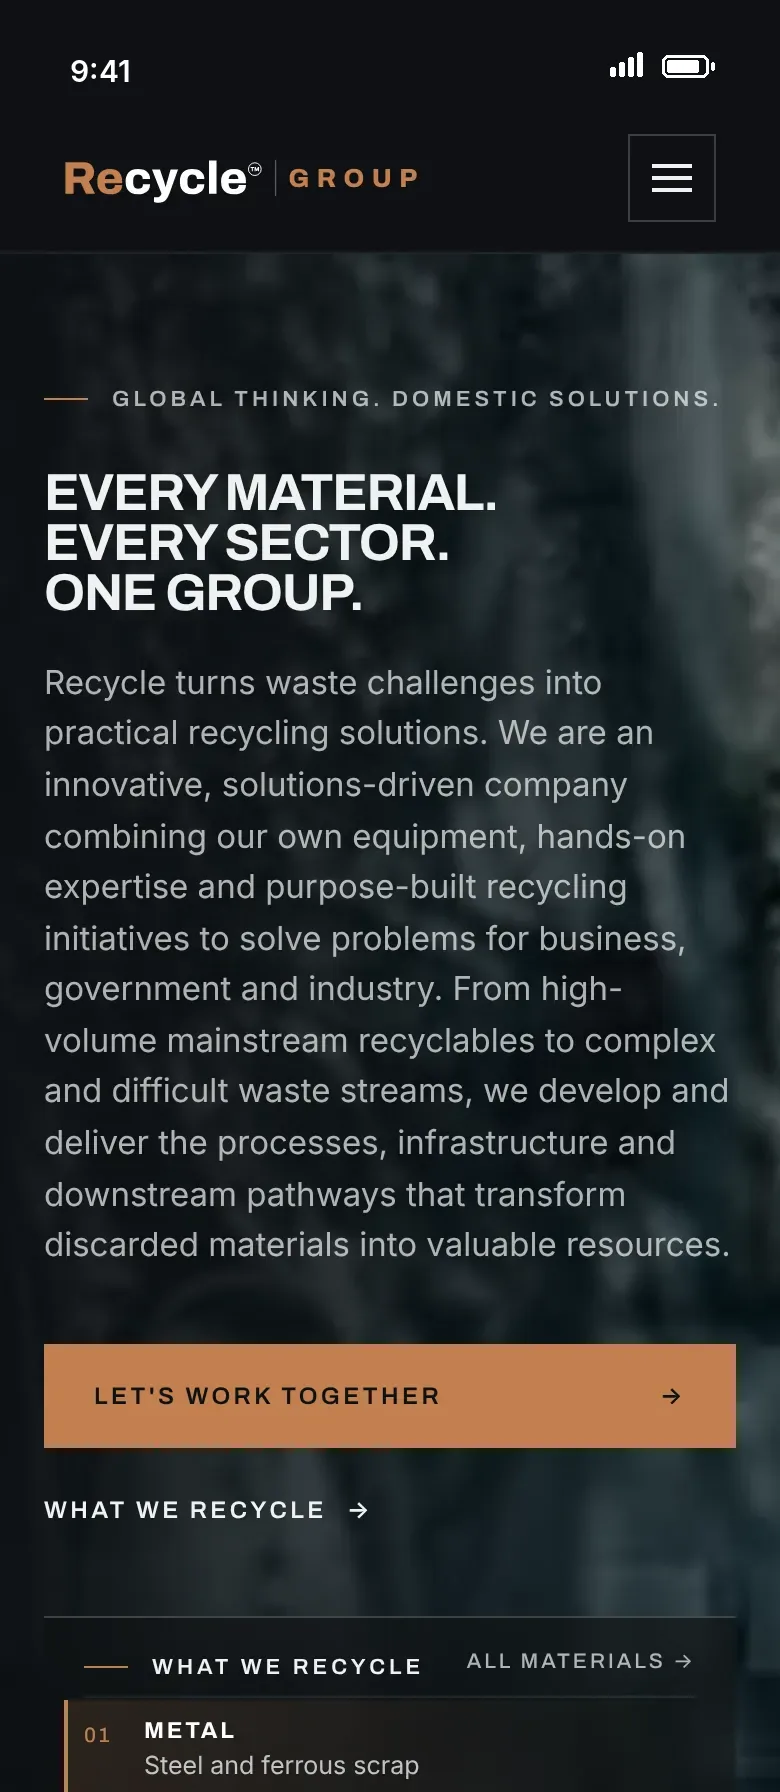 9:41
Recycle™ GROUP
GLOBAL THINKING. DOMESTIC SOLUTIONS.
EVERY MATERIAL.
EVERY SECTOR.
ONE GROUP.
Recycle turns waste challenges into
practical recycling solutions. We are an
innovative, solutions-driven company
combining our own equipment, hands-on
expertise and purpose-built recycling
initiatives to solve problems for business,
government and industry. From high-
volume mainstream recyclables to complex
and difficult waste streams, we develop and
deliver the processes, infrastructure and
downstream pathways that transform
discarded materials into valuable resources.
LET'S WORK TOGETHER →
WHAT WE RECYCLE →
WHAT WE RECYCLE ALL MATERIALS →
01 METAL
Steel and ferrous scrap